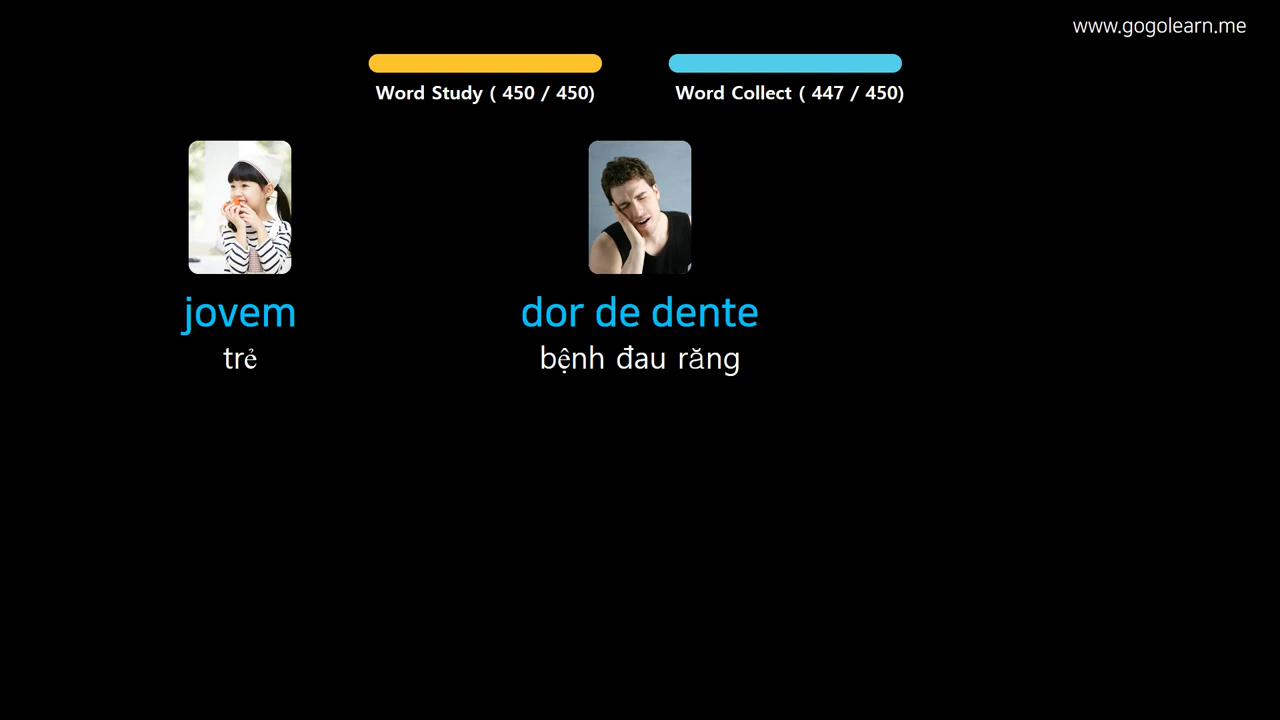 www.gogolearn.me
Word Study ( 450 / 450)
Word Collect ( 447 / 450)
jovem
dor de dente
trẻ
bệnh đau răng